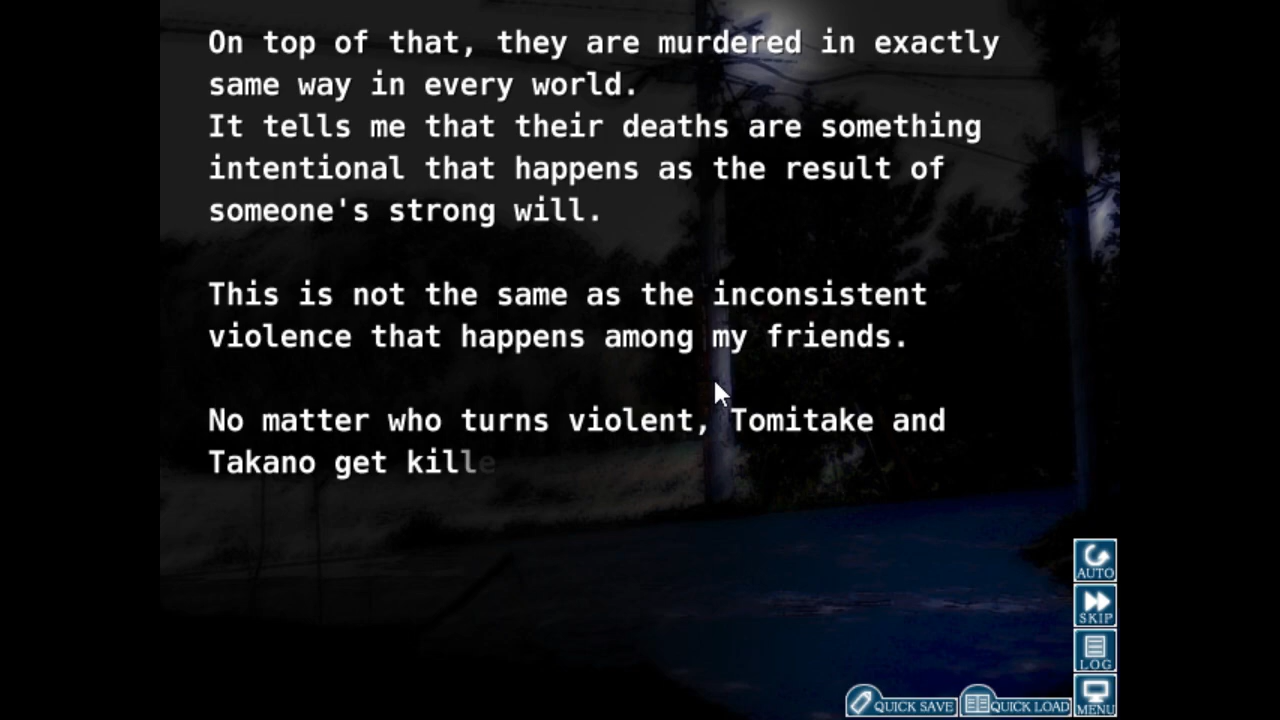 On top of that, they are murdered in exactly
same way in every world.
It tells me that their deaths are something
intentional that happens as the result of
someone's strong will.
This is not the same as the inconsistent
violence that happens among my friends.
No matter who turns violent, Tomitake and
Takano get kille
AUTO
SKIP
LOG
MENU
QUICK SAVE
QUICK LOAD